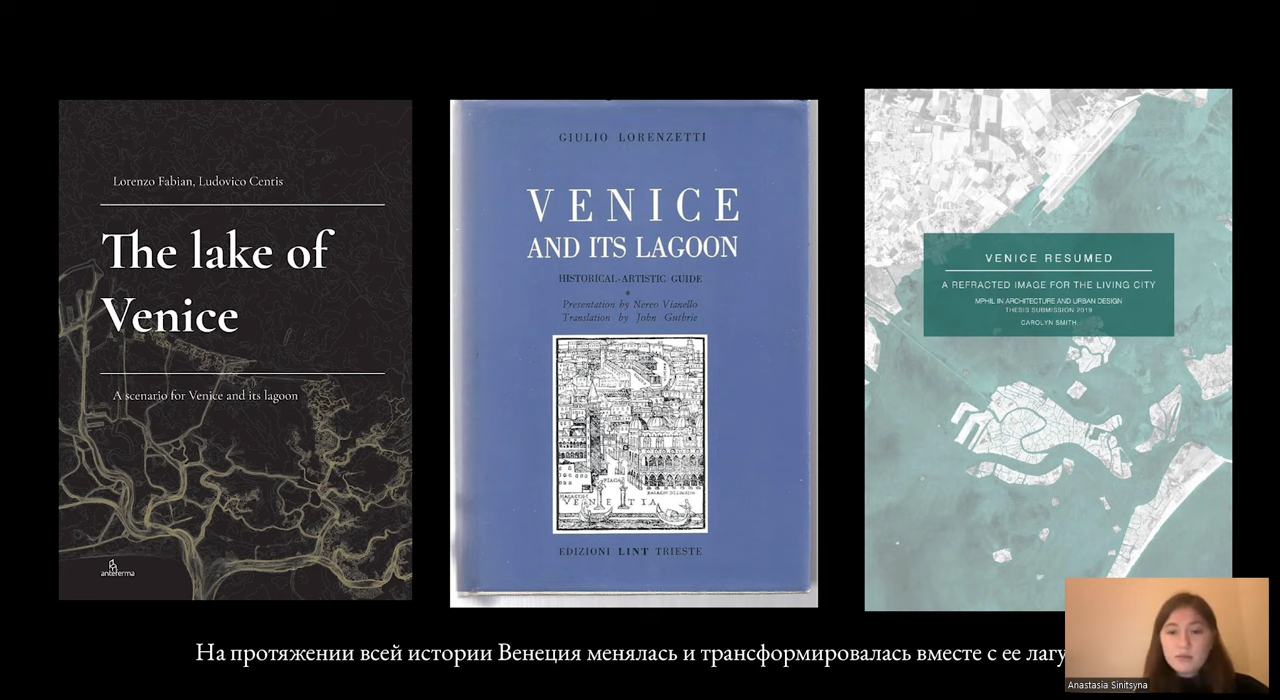 Lorenzo Fabian, Ludovico Centis
The lake of
Venice
A scenario for Venice and its lagoon
anteferma
GIULIO LORENZETTI
VENICE
AND ITS LAGOON
HISTORICAL-ARTISTIC GUIDE
Presentation by Nereo Vianello
Translation by John Guthrie
VENETIA
EDIZIONI LINT TRIESTE
VENICE RESUMED
A REFRACTED IMAGE FOR THE LIVING CITY
MPHIL IN ARCHITECTURE AND URBAN DESIGN
THESIS SUBMISSION 2019
CAROLYN SMITH
На протяжении всей истории Венеция менялась и трансформировалась вместе с ее лагу
Anastasia Sinitsyna